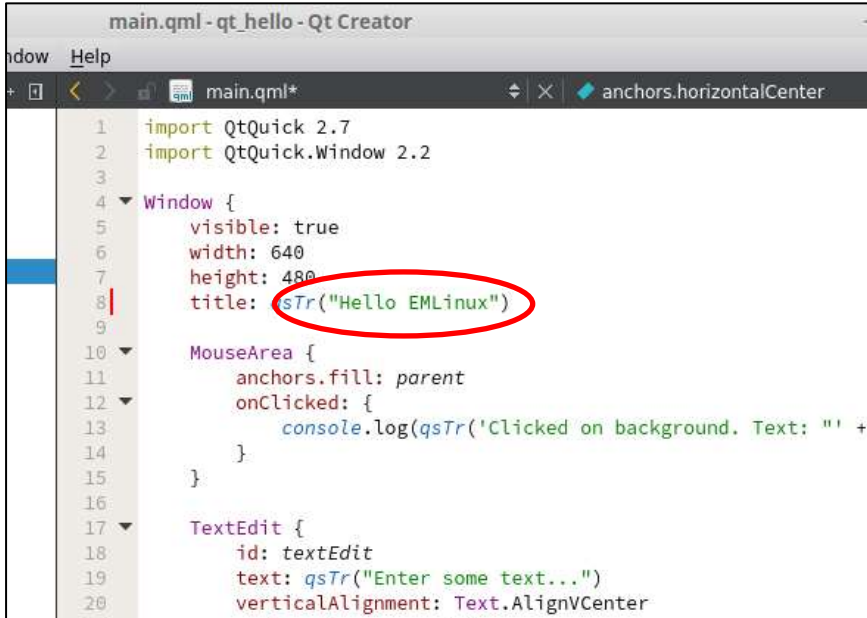 main.qml - qt_hello - Qt Creator
Help
main.qml* anchors.horizontalCenter
1 import QtQuick 2.7
2 import QtQuick.Window 2.2
3
4 Window {
5 visible: true
6 width: 640
7 height: 480
8 title: qsTr("Hello EMLinux")
9
10 MouseArea {
11 anchors.fill: parent
12 onClicked: {
13 console.log(qsTr('Clicked on background. Text: "' +
14 }
15 }
16
17 TextEdit {
18 id: textEdit
19 text: qsTr("Enter some text...")
20 verticalAlignment: Text.AlignVCenter